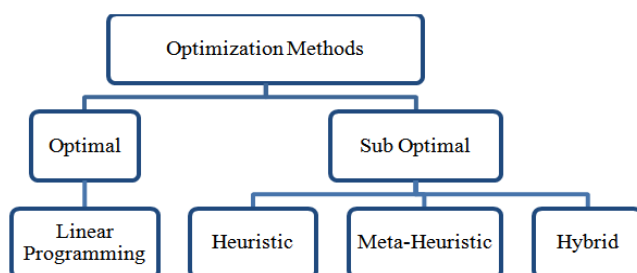 Optimization Methods
Optimal
Sub Optimal
Linear
Programming
Heuristic
Meta-Heuristic
Hybrid